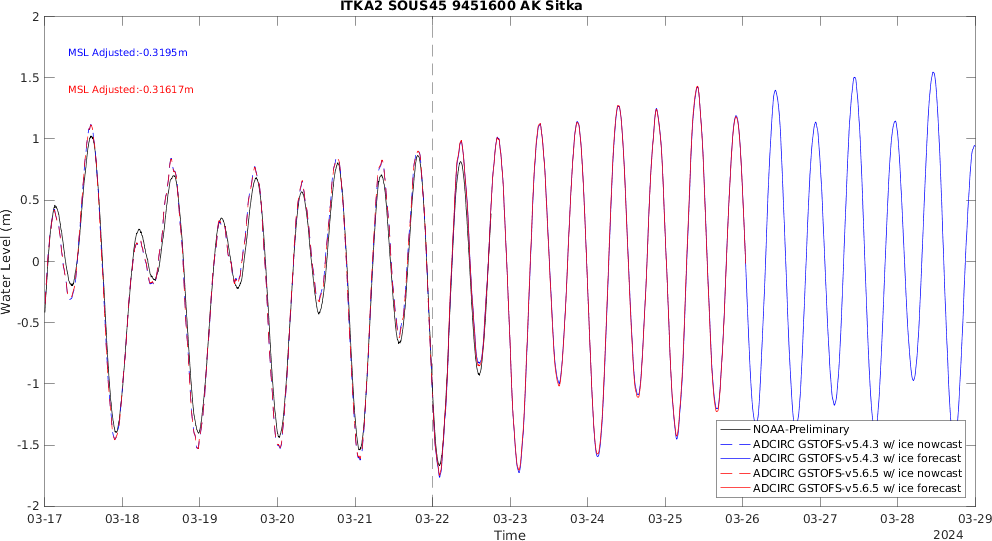 ITKA2 SOUS45 9451600 AK Sitka
MSL Adjusted:-0.3195m
MSL Adjusted:-0.31617m
Water Level (m)
2
1.5
1
0.5
0
-0.5
-1
-1.5
-2
NOAA-Preliminary
ADCIRC GSTOFS-v5.4.3 w/ ice nowcast
ADCIRC GSTOFS-v5.4.3 w/ ice forecast
ADCIRC GSTOFS-v5.6.5 w/ ice nowcast
ADCIRC GSTOFS-v5.6.5 w/ ice forecast
03-17 03-18 03-19 03-20 03-21 03-22 03-23 03-24 03-25 03-26 03-27 03-28 03-29
Time
2024